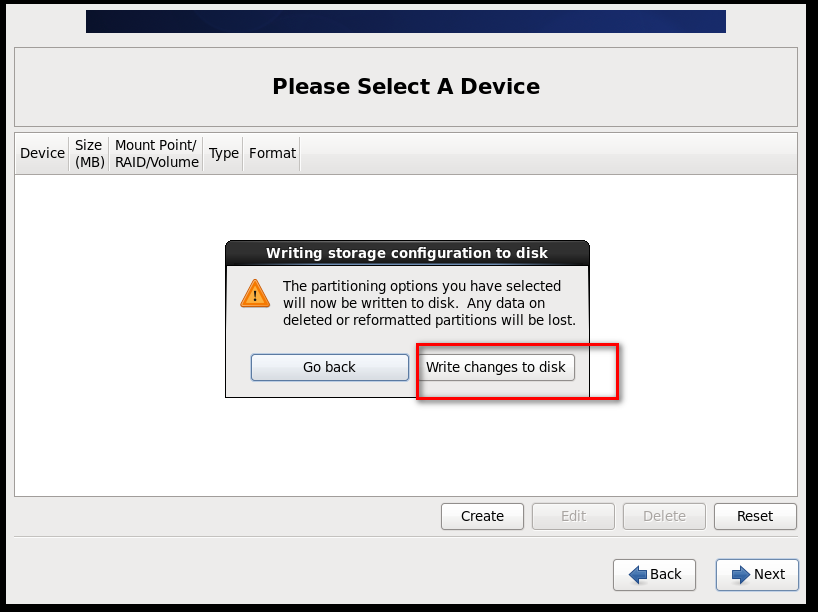 Please Select A Device
Device
Size
(MB)
Mount Point/
RAID/Volume
Type
Format
Writing storage configuration to disk
The partitioning options you have selected
will now be written to disk.  Any data on
deleted or reformatted partitions will be lost.
Go back
Write changes to disk
Create
Edit
Delete
Reset
Back
Next